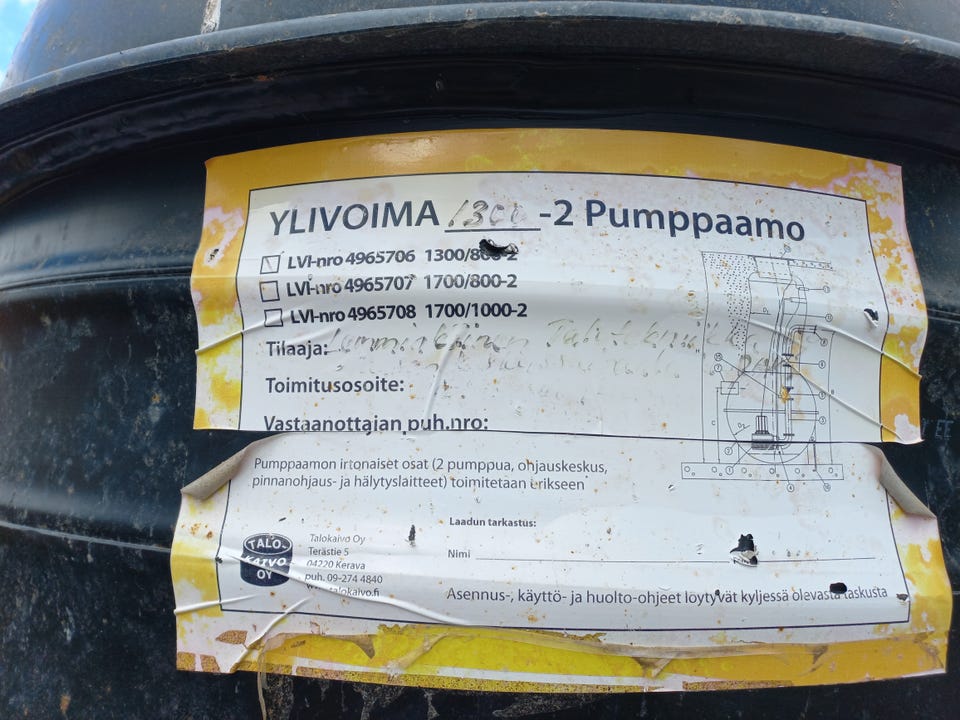 YLIVOIMA 1300 -2 Pumppaamo
LVI-nro 4965706 1300/800-2
LVI-nro 4965707 1700/800-2
LVI-nro 4965708 1700/1000-2
Tilaaja:
Toimitusosoite:
Vastaanottajan puh.nro:
Pumppaamon irtonaiset osat (2 pumppua, ohjauskeskus,
pinnanohjaus- ja hälytyslaitteet) toimitetaan erikseen
Laadun tarkastus:
Nimi
TALO-
KAIVO
OY
Talokaivo Oy
Terästie 5
04220 Kerava
puh. 09-274 4840
www.talokaivo.fi
Asennus-, käyttö- ja huolto-ohjeet löytyvät kyljessä olevasta taskusta